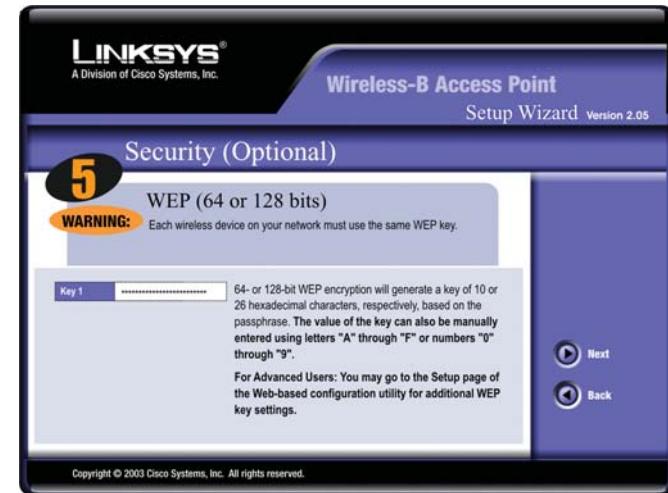 LINKSYS®
A Division of Cisco Systems, Inc.
Wireless-B Access Point
Setup Wizard Version 2.05
Security (Optional)
5
WEP (64 or 128 bits)
WARNING:
Each wireless device on your network must use the same WEP key.
Key 1
64- or 128-bit WEP encryption will generate a key of 10 or
26 hexadecimal characters, respectively, based on the
passphrase. The value of the key can also be manually
entered using letters "A" through "F" or numbers "0"
through "9".
For Advanced Users: You may go to the Setup page of
the Web-based configuration utility for additional WEP
key settings.
Next
Back
Copyright © 2003 Cisco Systems, Inc. All rights reserved.